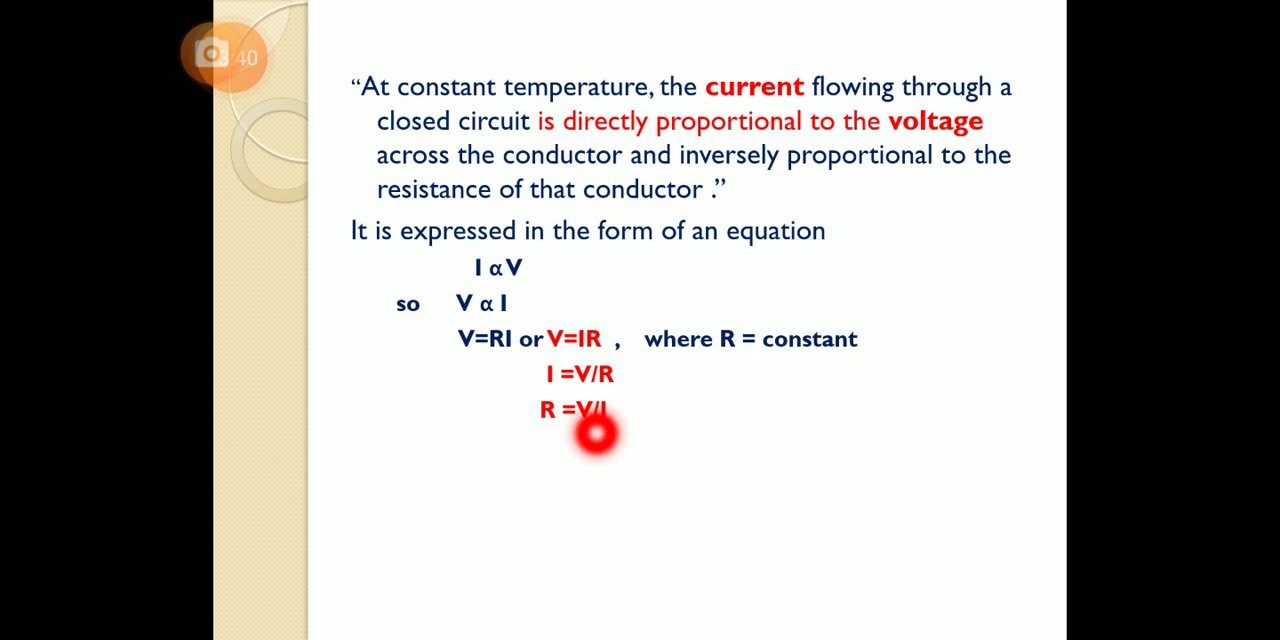 :40
“At constant temperature, the current flowing through a
closed circuit is directly proportional to the voltage
across the conductor and inversely proportional to the
resistance of that conductor .”
It is expressed in the form of an equation
I α V
so V α I
V=RI or V=IR , where R = constant
I =V/R
R =V/I